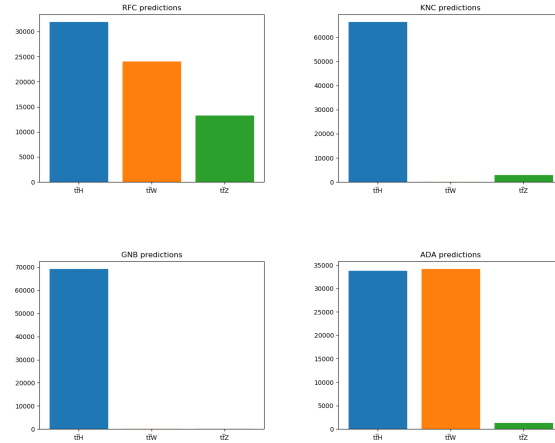 RFC predictions
30000
25000
20000
15000
10000
5000
0
tt̄H
tt̄W
tt̄Z
KNC predictions
60000
50000
40000
30000
20000
10000
0
tt̄H
tt̄W
tt̄Z
GNB predictions
70000
60000
50000
40000
30000
20000
10000
0
tt̄H
tt̄W
tt̄Z
ADA predictions
35000
30000
25000
20000
15000
10000
5000
0
tt̄H
tt̄W
tt̄Z